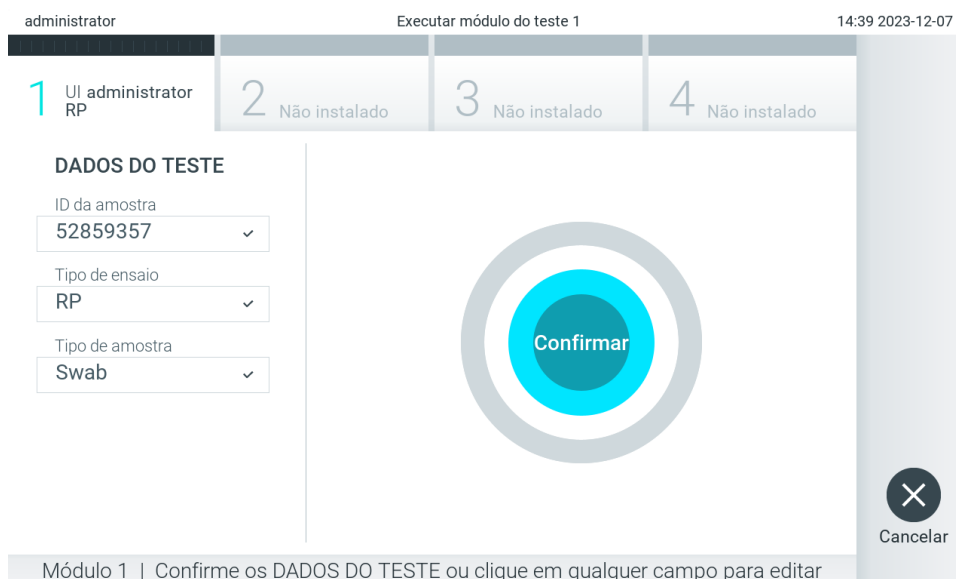 administrator
Executar módulo do teste 1
14:39 2023-12-07
1
UI administrator
RP
2 Não instalado
3 Não instalado
4 Não instalado
DADOS DO TESTE
ID da amostra
52859357
Tipo de ensaio
RP
Tipo de amostra
Swab
Confirmar
Cancelar
Módulo 1 | Confirme os DADOS DO TESTE ou clique em qualquer campo para editar